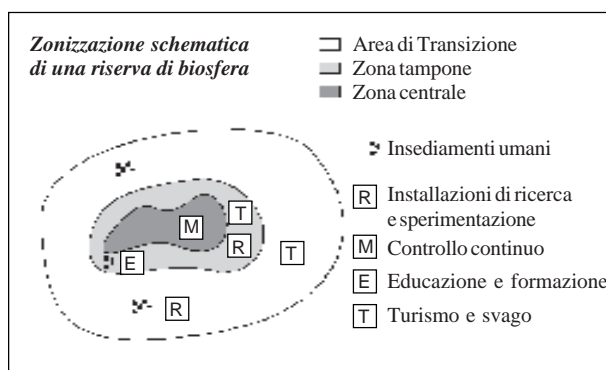 Zonizzazione schematica
di una riserva di biosfera
Area di Transizione
Zona tampone
Zona centrale
Insediamenti umani
R Installazioni di ricerca
e sperimentazione
M Controllo continuo
E Educazione e formazione
T Turismo e svago
T
M
R
E
T
R